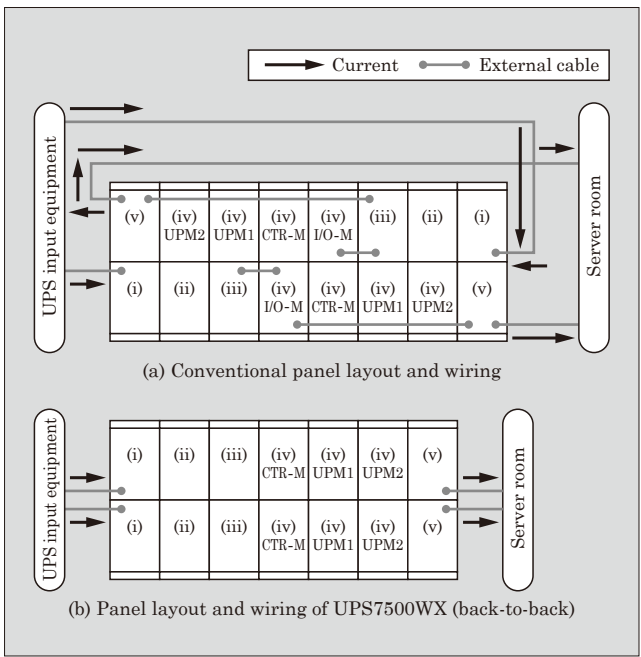 Current External cable
UPS input equipment
Server room
(v) (iv) (iv) (iv) (iv) (iii) (ii) (i)
UPM2 UPM1 CTR-M I/O-M
(i) (ii) (iii) (iv) (iv) (iv) (iv) (v)
I/O-M CTR-M UPM1 UPM2
(a) Conventional panel layout and wiring
UPS input equipment
Server room
(i) (ii) (iii) (iv) (iv) (iv) (v)
CTR-M UPM1 UPM2
(i) (ii) (iii) (iv) (iv) (iv) (v)
CTR-M UPM1 UPM2
(b) Panel layout and wiring of UPS7500WX (back-to-back)